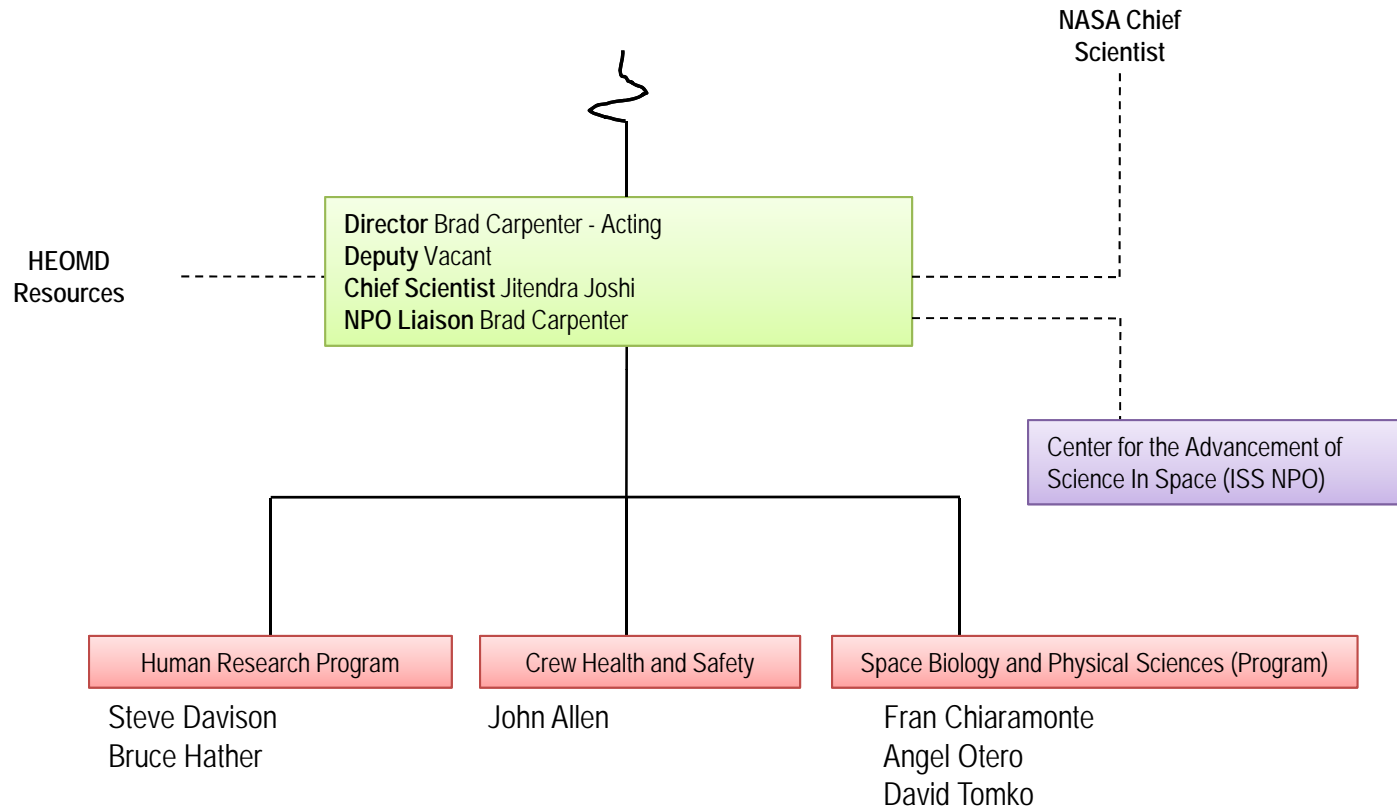 NASA Chief
Scientist
Director Brad Carpenter - Acting
Deputy Vacant
Chief Scientist Jitendra Joshi
NPO Liaison Brad Carpenter
HEOMD
Resources
Center for the Advancement of
Science In Space (ISS NPO)
Human Research Program
Steve Davison
Bruce Hather
Crew Health and Safety
John Allen
Space Biology and Physical Sciences (Program)
Fran Chiaramonte
Angel Otero
David Tomko